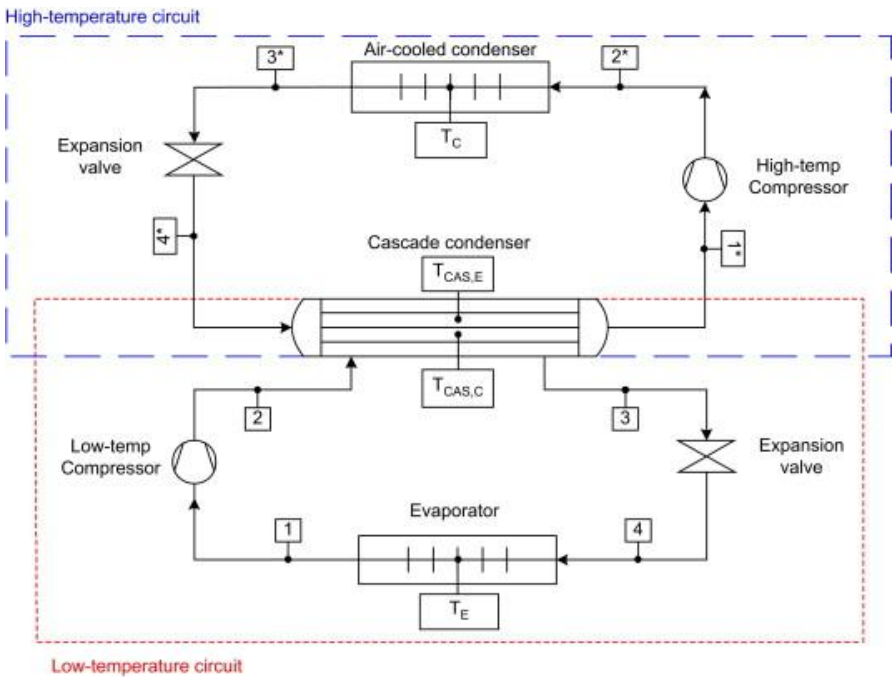 High-temperature circuit
3*
Air-cooled condenser
2*
T_C
Expansion
valve
High-temp
Compressor
4*
1*
Cascade condenser
T_CAS,E
T_CAS,C
2
3
Low-temp
Compressor
Expansion
valve
Evaporator
1
4
T_E
Low-temperature circuit